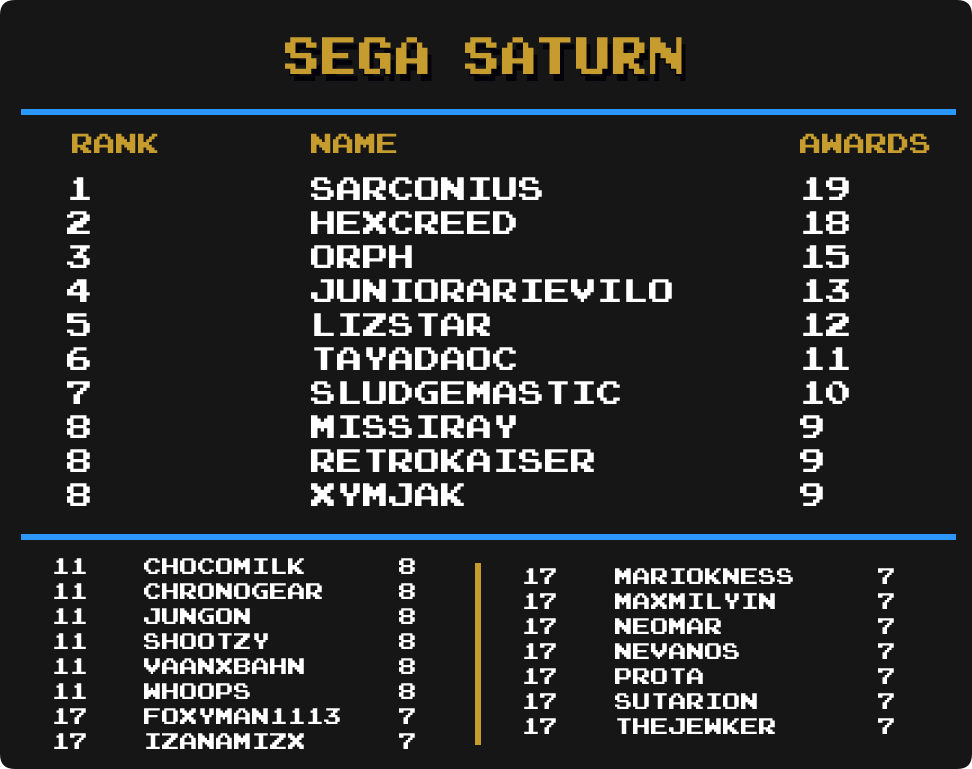 SEGA SATURN
RANK NAME AWARDS
1 SARCONIUS 19
2 HEXCREED 18
3 ORPH 15
4 JUNIORARIEVILO 13
5 LIZSTAR 12
6 TAYADAOC 11
7 SLUDGEMASTIC 10
8 MISSIRAY 9
8 RETROKAISER 9
8 XYMJAK 9
11 CHOCOMILK 8
11 CHRONOGEAR 8
11 JUNGON 8
11 SHOOTZY 8
11 VAANXBAHN 8
11 WHOOPS 8
17 FOXYMAN1113 7
17 IZANAMIZX 7
17 MARIOKNESS 7
17 MAXMILYIN 7
17 NEOMAR 7
17 NEVANOS 7
17 PROTA 7
17 SUTARION 7
17 THEJEWKER 7